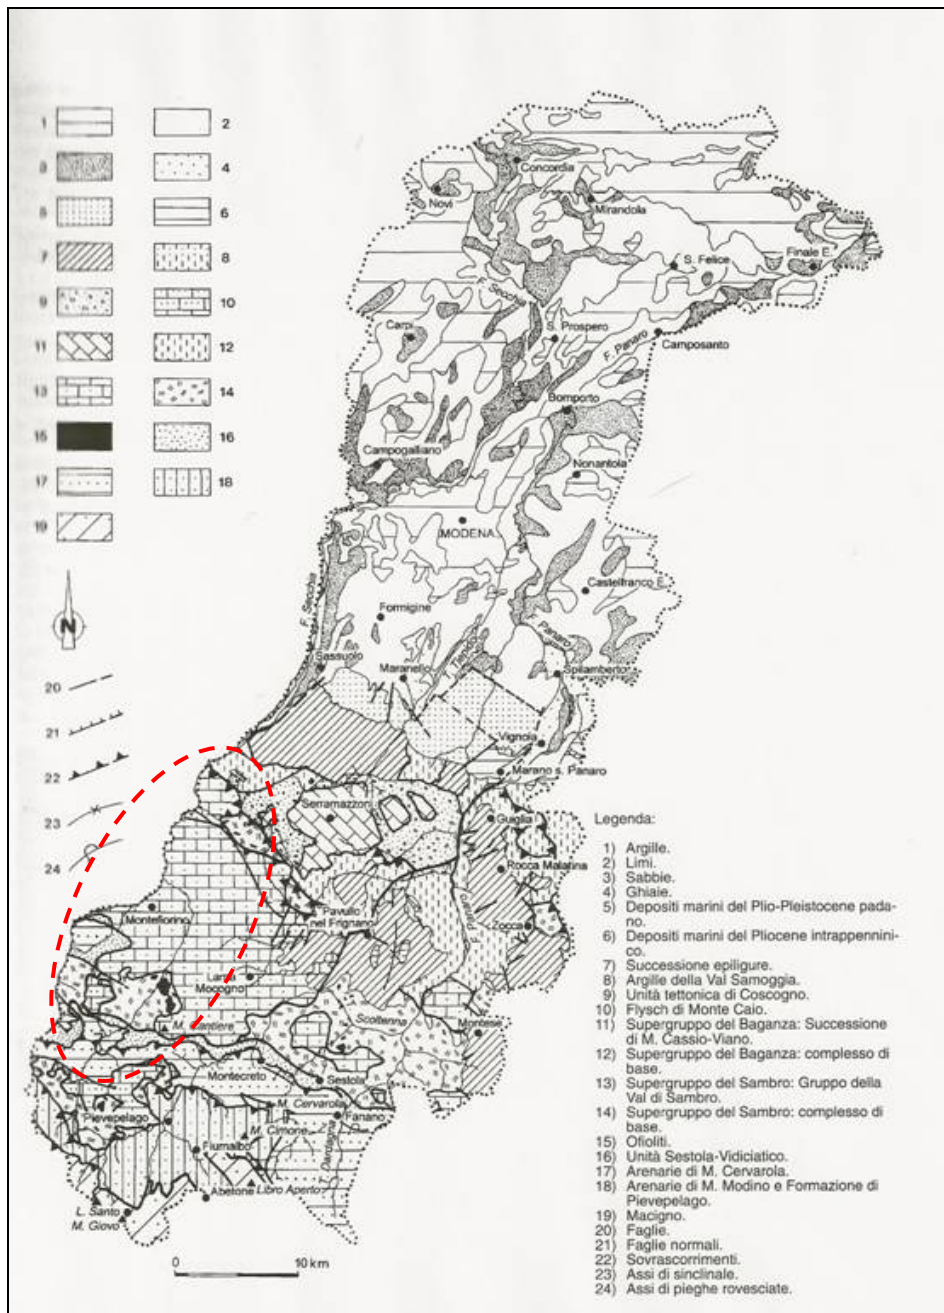 1
2
3
4
5
6
7
8
9
10
11
12
13
14
15
16
17
18
19
N
20
21
22
23
24
Concordia
Novi
Mirandola
S. Felice
Finale E.
F. Secchia
Carpi
S. Prospero
F. Panaro
Camposanto
Bomporto
Campogalliano
Nonantola
MODENA
Castelfranco E.
F. Secchia
Formigine
F. Panaro
Sassuolo
Maranello
Tiepido
Spilamberto
Vignola
Marano s. Panaro
Serramazzoni
Guiglia
Rocca Malatina
Montefiorino
Pavullo
nel Frignano
Panaro
Zocca
Lama
Mocogno
Scoltenna
M. Cantiere
Montese
Montecreto
Sestola
M. Cervarola
Pievepelago
Fanano
M. Cimone
Fiumalbo
Dardagna
Abetone
Libro Aperto
L. Santo
M. Giovo
0
10 km
Legenda:
1) Argille.
2) Limi.
3) Sabbie.
4) Ghiaie.
5) Depositi marini del Plio-Pleistocene pada-
no.
6) Depositi marini del Pliocene intrappennini-
co.
7) Successione epiligure.
8) Argille della Val Samoggia.
9) Unità tettonica di Coscogno.
10) Flysch di Monte Caio.
11) Supergruppo del Baganza: Successione
di M. Cassio-Viano.
12) Supergruppo del Baganza: complesso di
base.
13) Supergruppo del Sambro: Gruppo della
Val di Sambro.
14) Supergruppo del Sambro: complesso di
base.
15) Ofioliti.
16) Unità Sestola-Vidiciatico.
17) Arenarie di M. Cervarola.
18) Arenarie di M. Modino e Formazione di
Pievepelago.
19) Macigno.
20) Faglie.
21) Faglie normali.
22) Sovrascorrimenti.
23) Assi di sinclinale.
24) Assi di pieghe rovesciate.